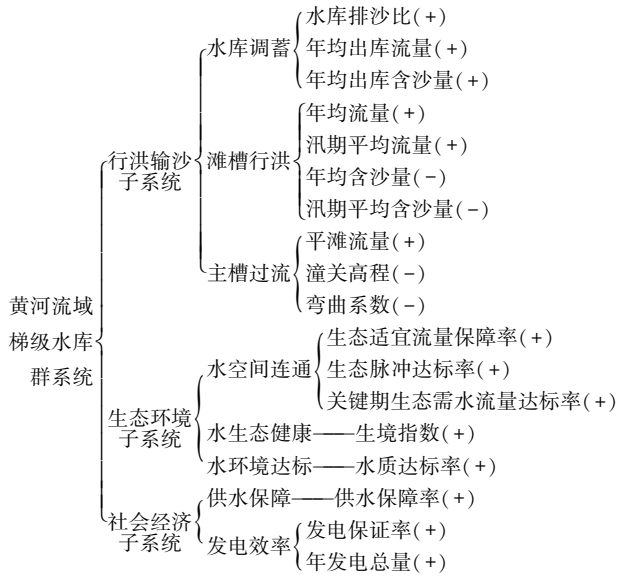 水库排沙比(+)
水库调蓄
年均出库流量(+)
年均出库含沙量(+)
年均流量(+)
汛期平均流量(+)
行洪输沙
子系统
滩槽行洪
年均含沙量(-)
汛期平均含沙量(-)
平滩流量(+)
主槽过流
潼关高程(-)
弯曲系数(-)
黄河流域
梯级水库
群系统
生态适宜流量保障率(+)
水空间连通
生态脉冲达标率(+)
关键期生态需水流量达标率(+)
生态环境
子系统
水生态健康——生境指数(+)
水环境达标——水质达标率(+)
供水保障——供水保障率(+)
社会经济
子系统
发电效率
发电保证率(+)
年发电总量(+)